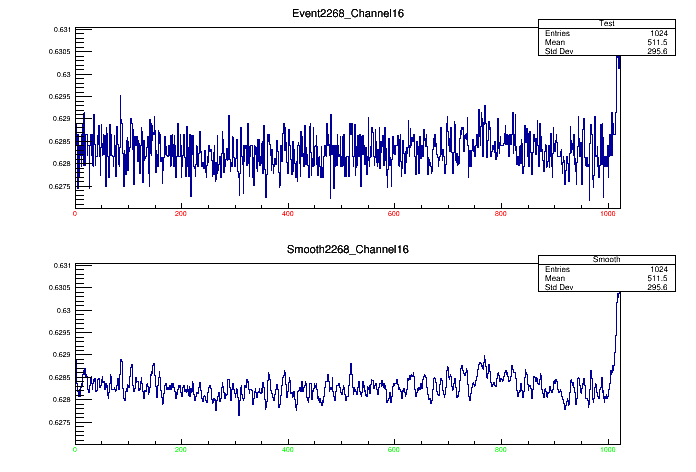 Event2268_Channel16
Test
Entries 1024
Mean 511.5
Std Dev 295.6
0.631
0.6305
0.63
0.6295
0.629
0.6285
0.628
0.6275
0 200 400 600 800 1000
Smooth2268_Channel16
Smooth
Entries 1024
Mean 511.5
Std Dev 295.6
0.631
0.6305
0.63
0.6295
0.629
0.6285
0.628
0.6275
0 200 400 600 800 1000